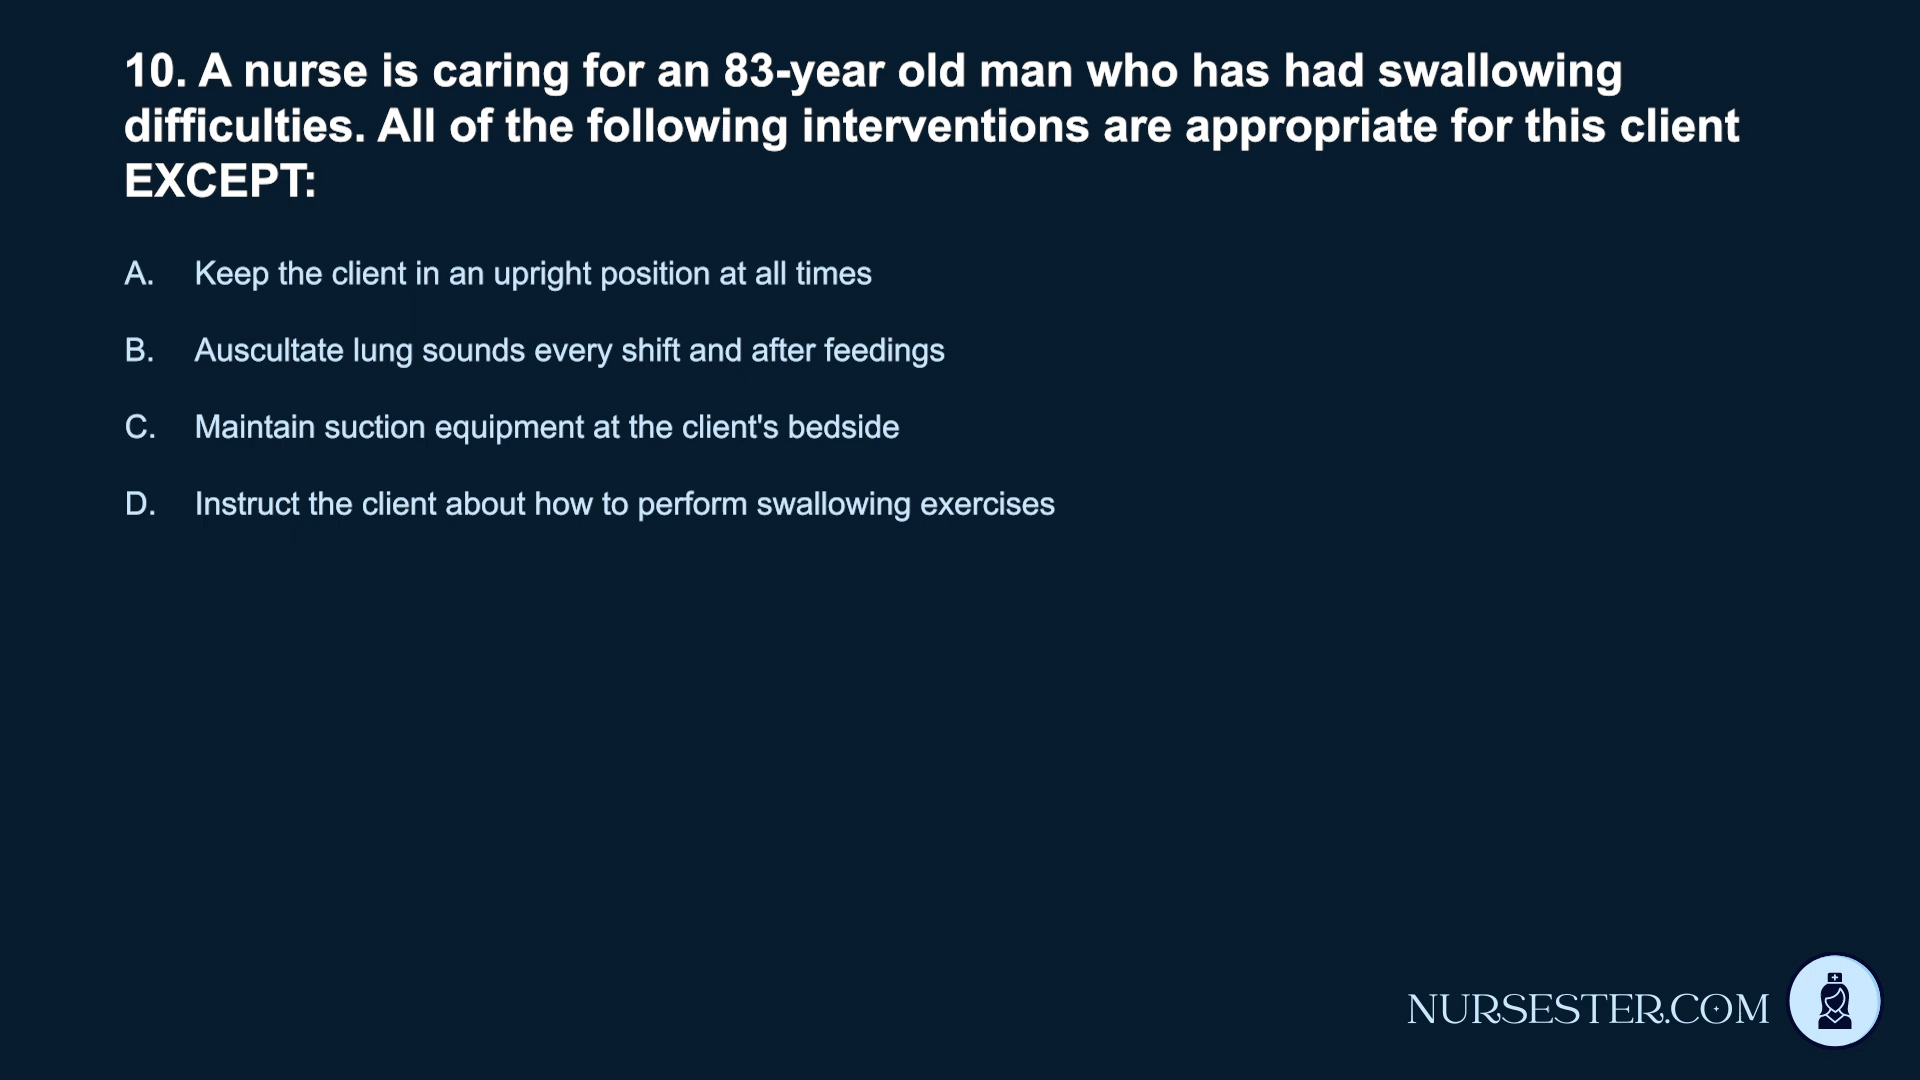 10. A nurse is caring for an 83-year old man who has had swallowing
difficulties. All of the following interventions are appropriate for this client
EXCEPT:
A. Keep the client in an upright position at all times
B. Auscultate lung sounds every shift and after feedings
C. Maintain suction equipment at the client's bedside
D. Instruct the client about how to perform swallowing exercises
NURSESTER.COM